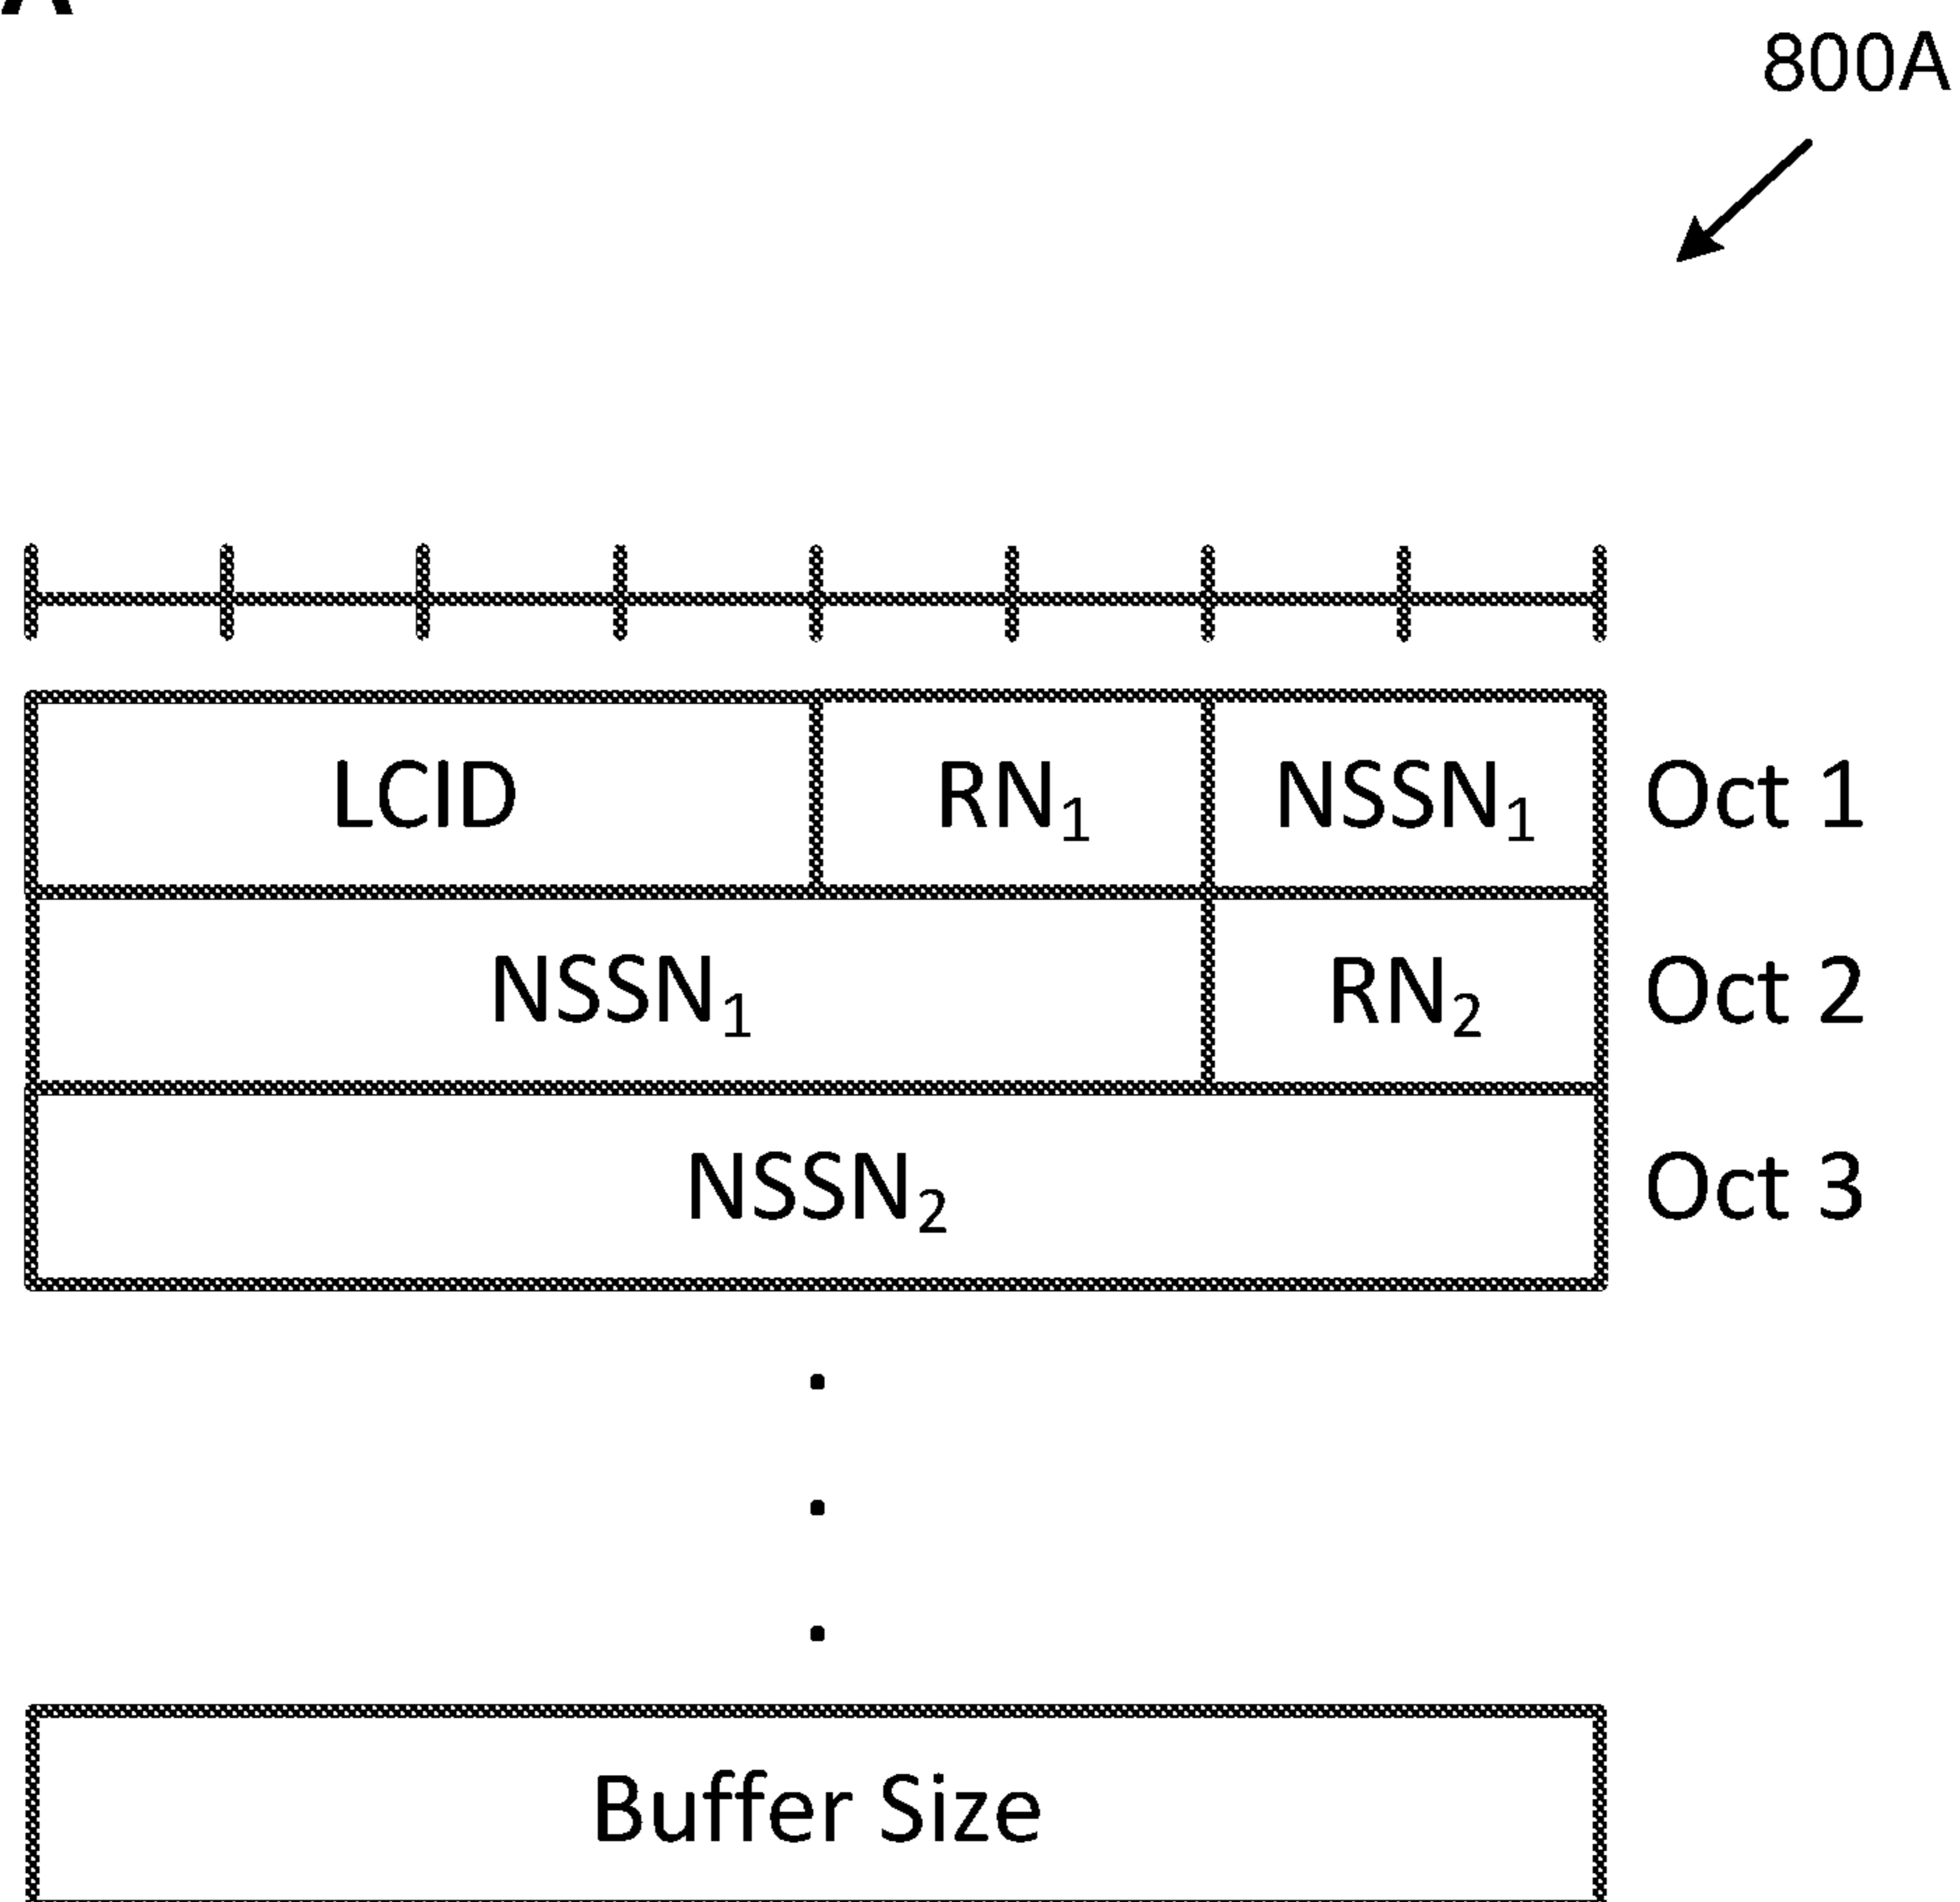 800A
LCID RN₁ NSSN₁ Oct 1
NSSN₁ RN₂ Oct 2
NSSN₂ Oct 3
Buffer Size